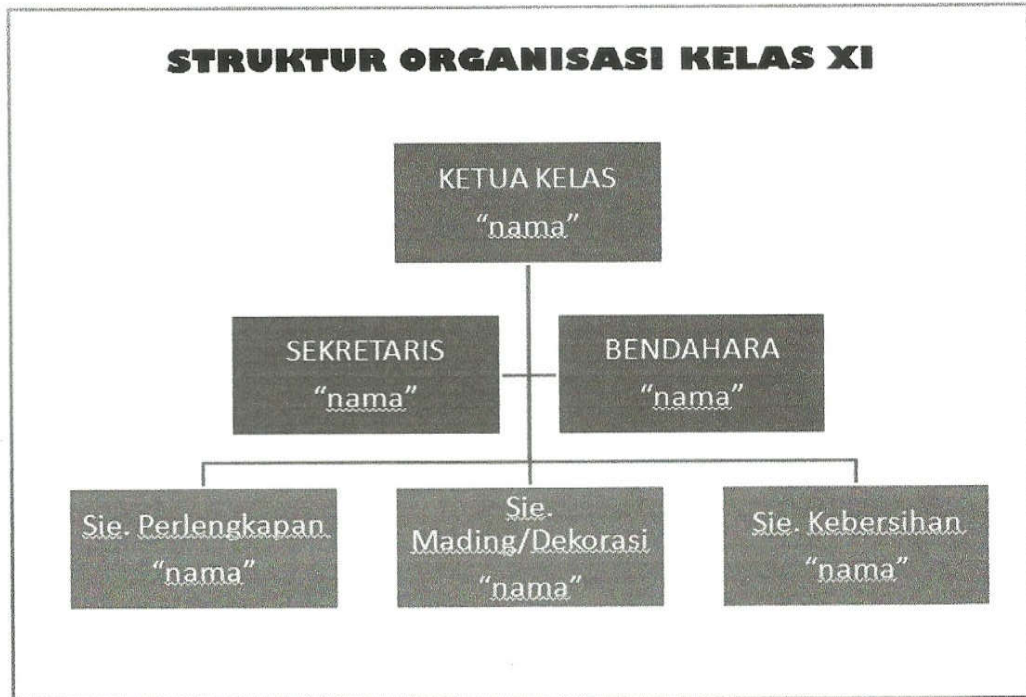 STRUKTUR ORGANISASI KELAS XI
KETUA KELAS
“nama”
SEKRETARIS
“nama”
BENDAHARA
“nama”
Sie. Perlengkapan
“nama”
Sie.
Mading/Dekorasi
“nama”
Sie. Kebersihan
“nama”